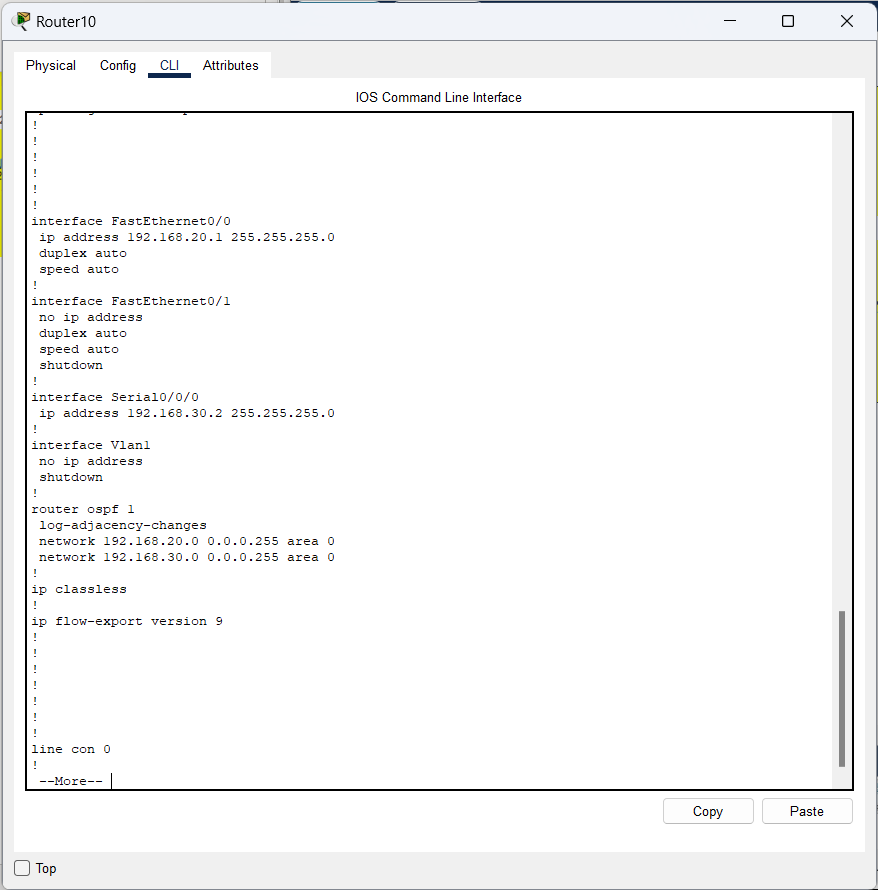 Router10
Physical Config CLI Attributes
IOS Command Line Interface
!
!
!
!
!
!
interface FastEthernet0/0
 ip address 192.168.20.1 255.255.255.0
 duplex auto
 speed auto
!
interface FastEthernet0/1
 no ip address
 duplex auto
 speed auto
 shutdown
!
interface Serial0/0/0
 ip address 192.168.30.2 255.255.255.0
!
interface Vlan1
 no ip address
 shutdown
!
router ospf 1
 log-adjacency-changes
 network 192.168.20.0 0.0.0.255 area 0
 network 192.168.30.0 0.0.0.255 area 0
!
ip classless
!
ip flow-export version 9
!
!
!
!
!
!
!
line con 0
!
 --More--
Copy Paste
Top